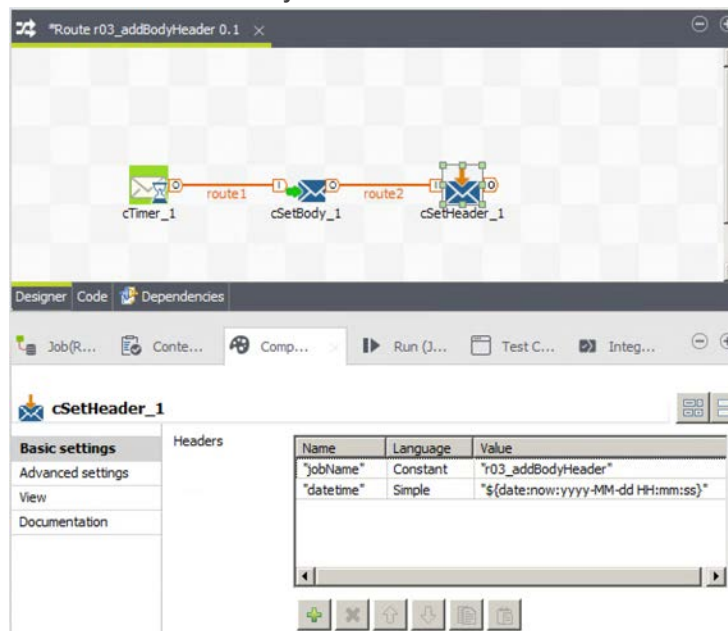 *Route r03_addBodyHeader 0.1
route1
route2
cTimer_1
cSetBody_1
cSetHeader_1
Designer Code Dependencies
Job(R... Conte... Comp... Run (J... Test C... Integ...
cSetHeader_1
Basic settings
Advanced settings
View
Documentation
Headers
Name Language Value
"jobName" Constant "r03_addBodyHeader"
"datetime" Simple "${date:now:yyyy-MM-dd HH:mm:ss}"